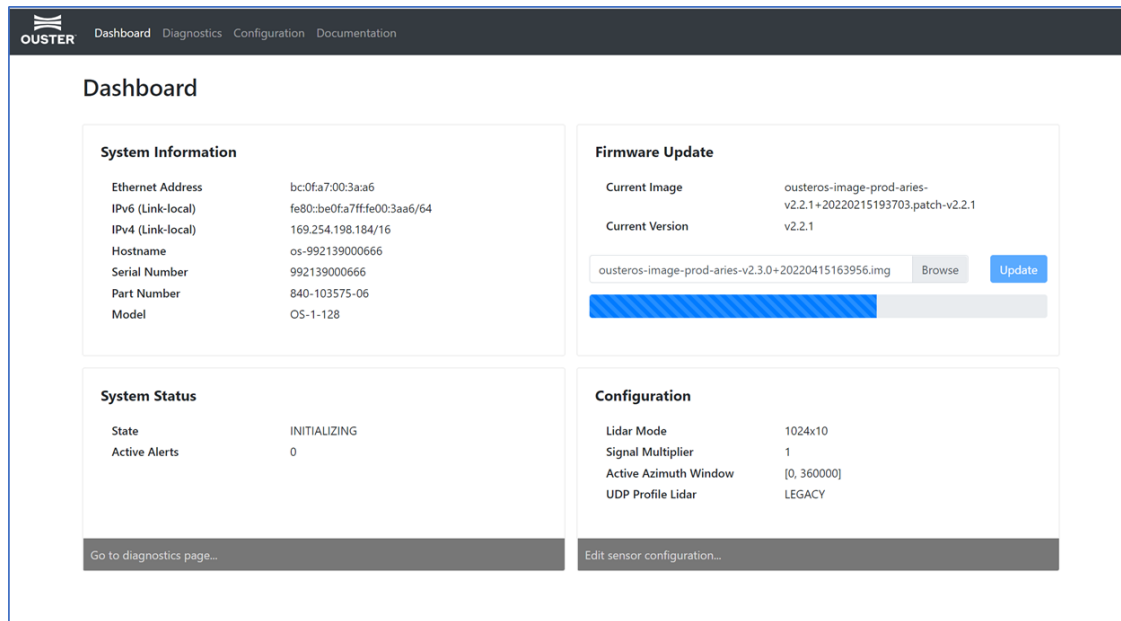 OUSTER
Dashboard Diagnostics Configuration Documentation
Dashboard
System Information
Ethernet Address bc:0f:a7:00:3a:a6
IPv6 (Link-local) fe80::be0f:a7ff:fe00:3aa6/64
IPv4 (Link-local) 169.254.198.184/16
Hostname os-992139000666
Serial Number 992139000666
Part Number 840-103575-06
Model OS-1-128
Firmware Update
Current Image ousteros-image-prod-aries-
v2.2.1+20220215193703.patch-v2.2.1
Current Version v2.2.1
ousteros-image-prod-aries-v2.3.0+20220415163956.img Browse Update
System Status
State INITIALIZING
Active Alerts 0
Go to diagnostics page...
Configuration
Lidar Mode 1024x10
Signal Multiplier 1
Active Azimuth Window [0, 360000]
UDP Profile Lidar LEGACY
Edit sensor configuration...